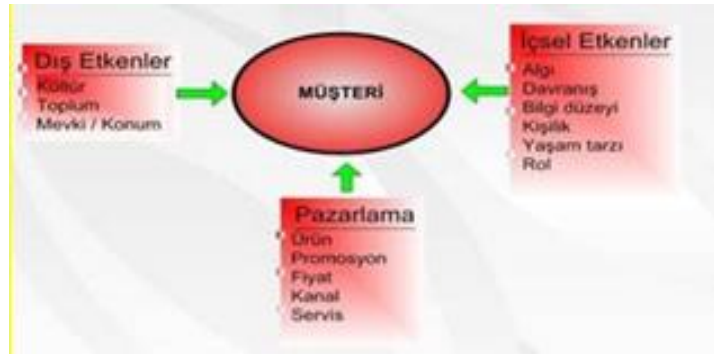 Dış Etkenler
Kültür
Toplum
Mevki / Konum
MÜŞTERİ
İçsel Etkenler
Algı
Davranış
Bilgi düzeyi
Kişilik
Yaşam tarzı
Rol
Pazarlama
Ürün
Promosyon
Fiyat
Kanal
Servis